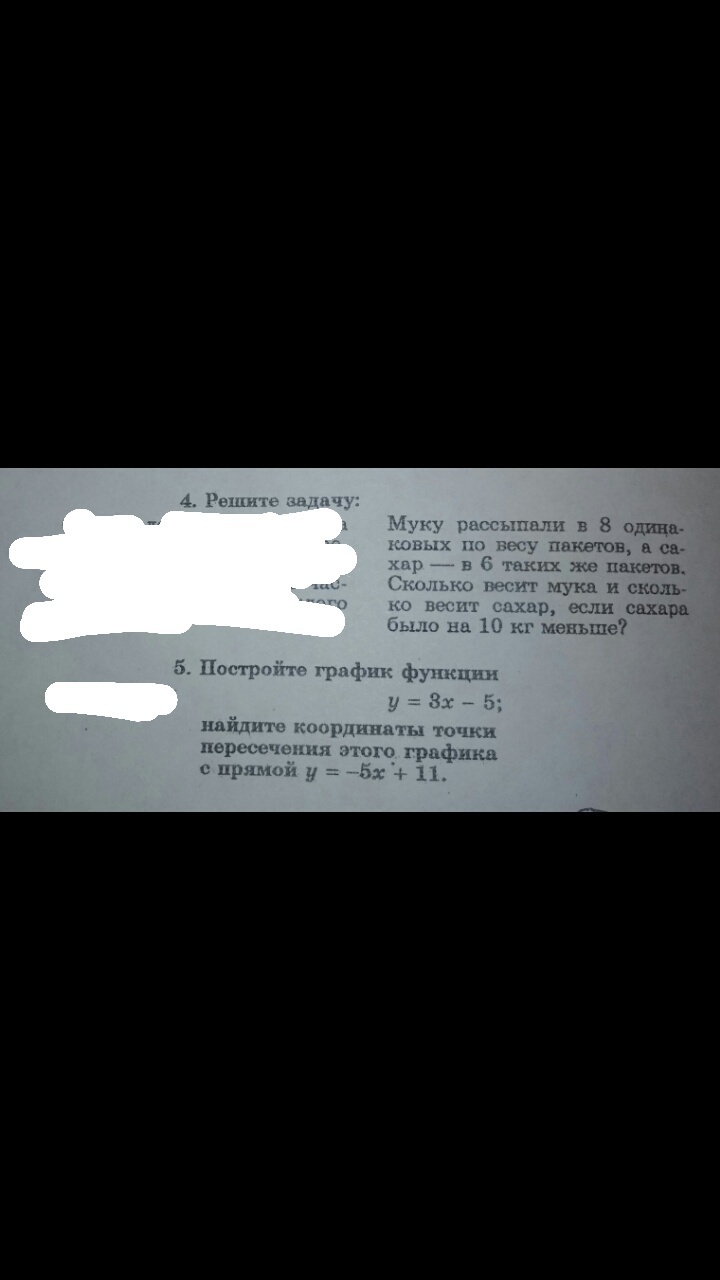 4. Решите задачу:
Муку рассыпали в 8 одина-
ковых по весу пакетов, а са-
хар — в 6 таких же пакетов.
Сколько весит мука и сколь-
ко весит сахар, если сахара
было на 10 кг меньше?
5. Постройте график функции
y = 3x – 5;
найдите координаты точки
пересечения этого графика
с прямой y = –5x + 11.